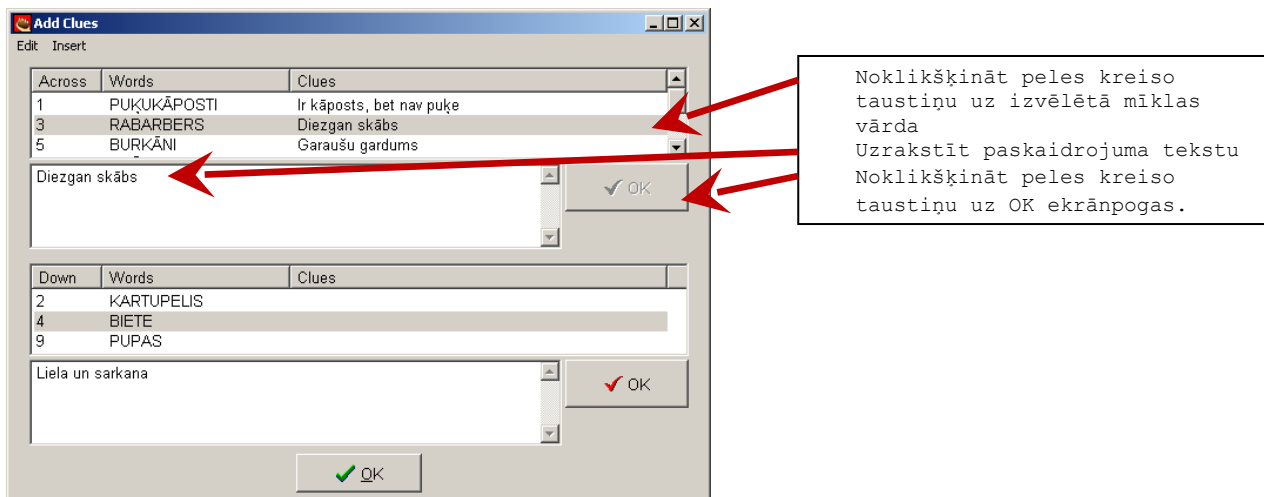 Add Clues
Edit Insert
Across Words Clues
1 PUĶUKĀPOSTI Ir kāposts, bet nav puķe
3 RABARBERS Diezgan skābs
5 BURKĀNI Garaušu gardums
Diezgan skābs
OK
Down Words Clues
2 KARTUPELIS
4 BIETE
9 PUPAS
Liela un sarkana
OK
OK
Noklikšķināt peles kreiso
taustiņu uz izvēlētā mīklas
vārda
Uzrakstīt paskaidrojuma tekstu
Noklikšķināt peles kreiso
taustiņu uz OK ekrānpogas.